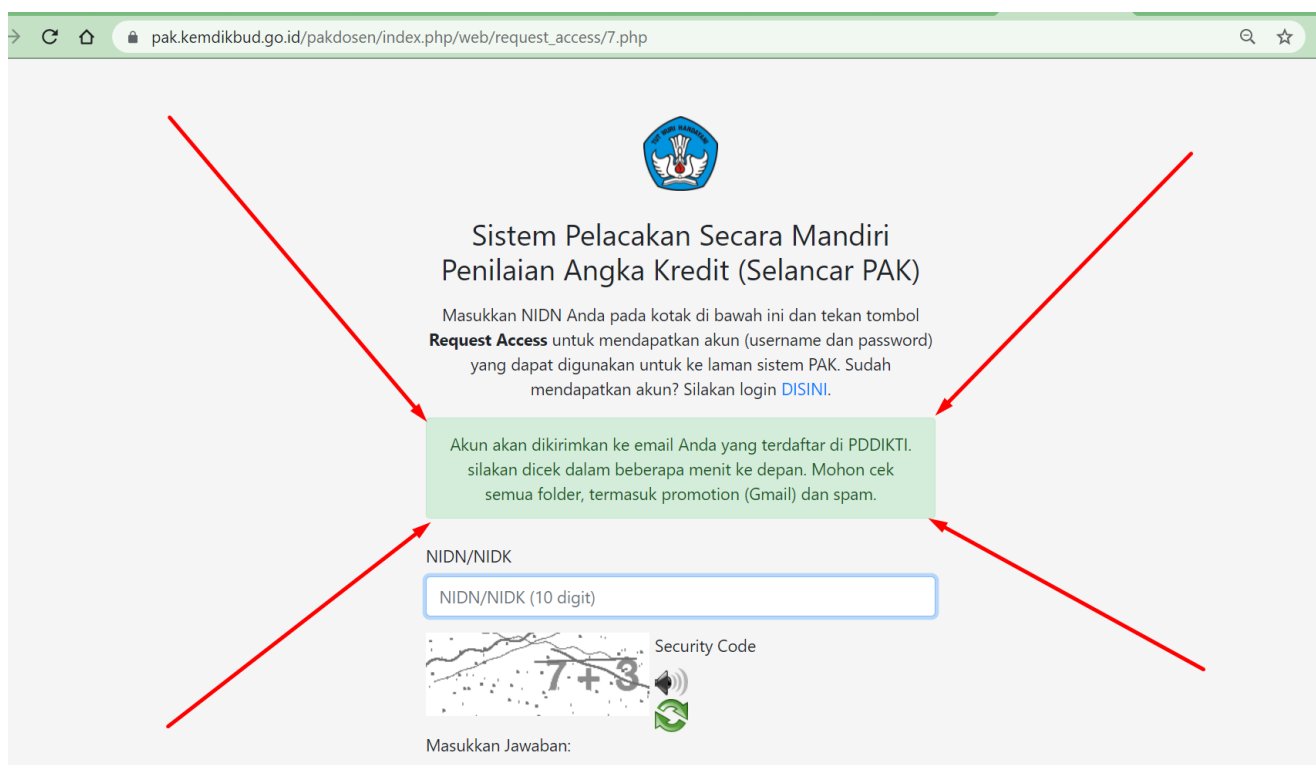 pak.kemdikbud.go.id/pakdosen/index.php/web/request_access/7.php
TUT WURI HANDAYANI
Sistem Pelacakan Secara Mandiri
Penilaian Angka Kredit (Selancar PAK)
Masukkan NIDN Anda pada kotak di bawah ini dan tekan tombol
Request Access untuk mendapatkan akun (username dan password)
yang dapat digunakan untuk ke laman sistem PAK. Sudah
mendapatkan akun? Silakan login DISINI.
Akun akan dikirimkan ke email Anda yang terdaftar di PDDIKTI.
silakan dicek dalam beberapa menit ke depan. Mohon cek
semua folder, termasuk promotion (Gmail) dan spam.
NIDN/NIDK
NIDN/NIDK (10 digit)
7 + 3
Security Code
Masukkan Jawaban: